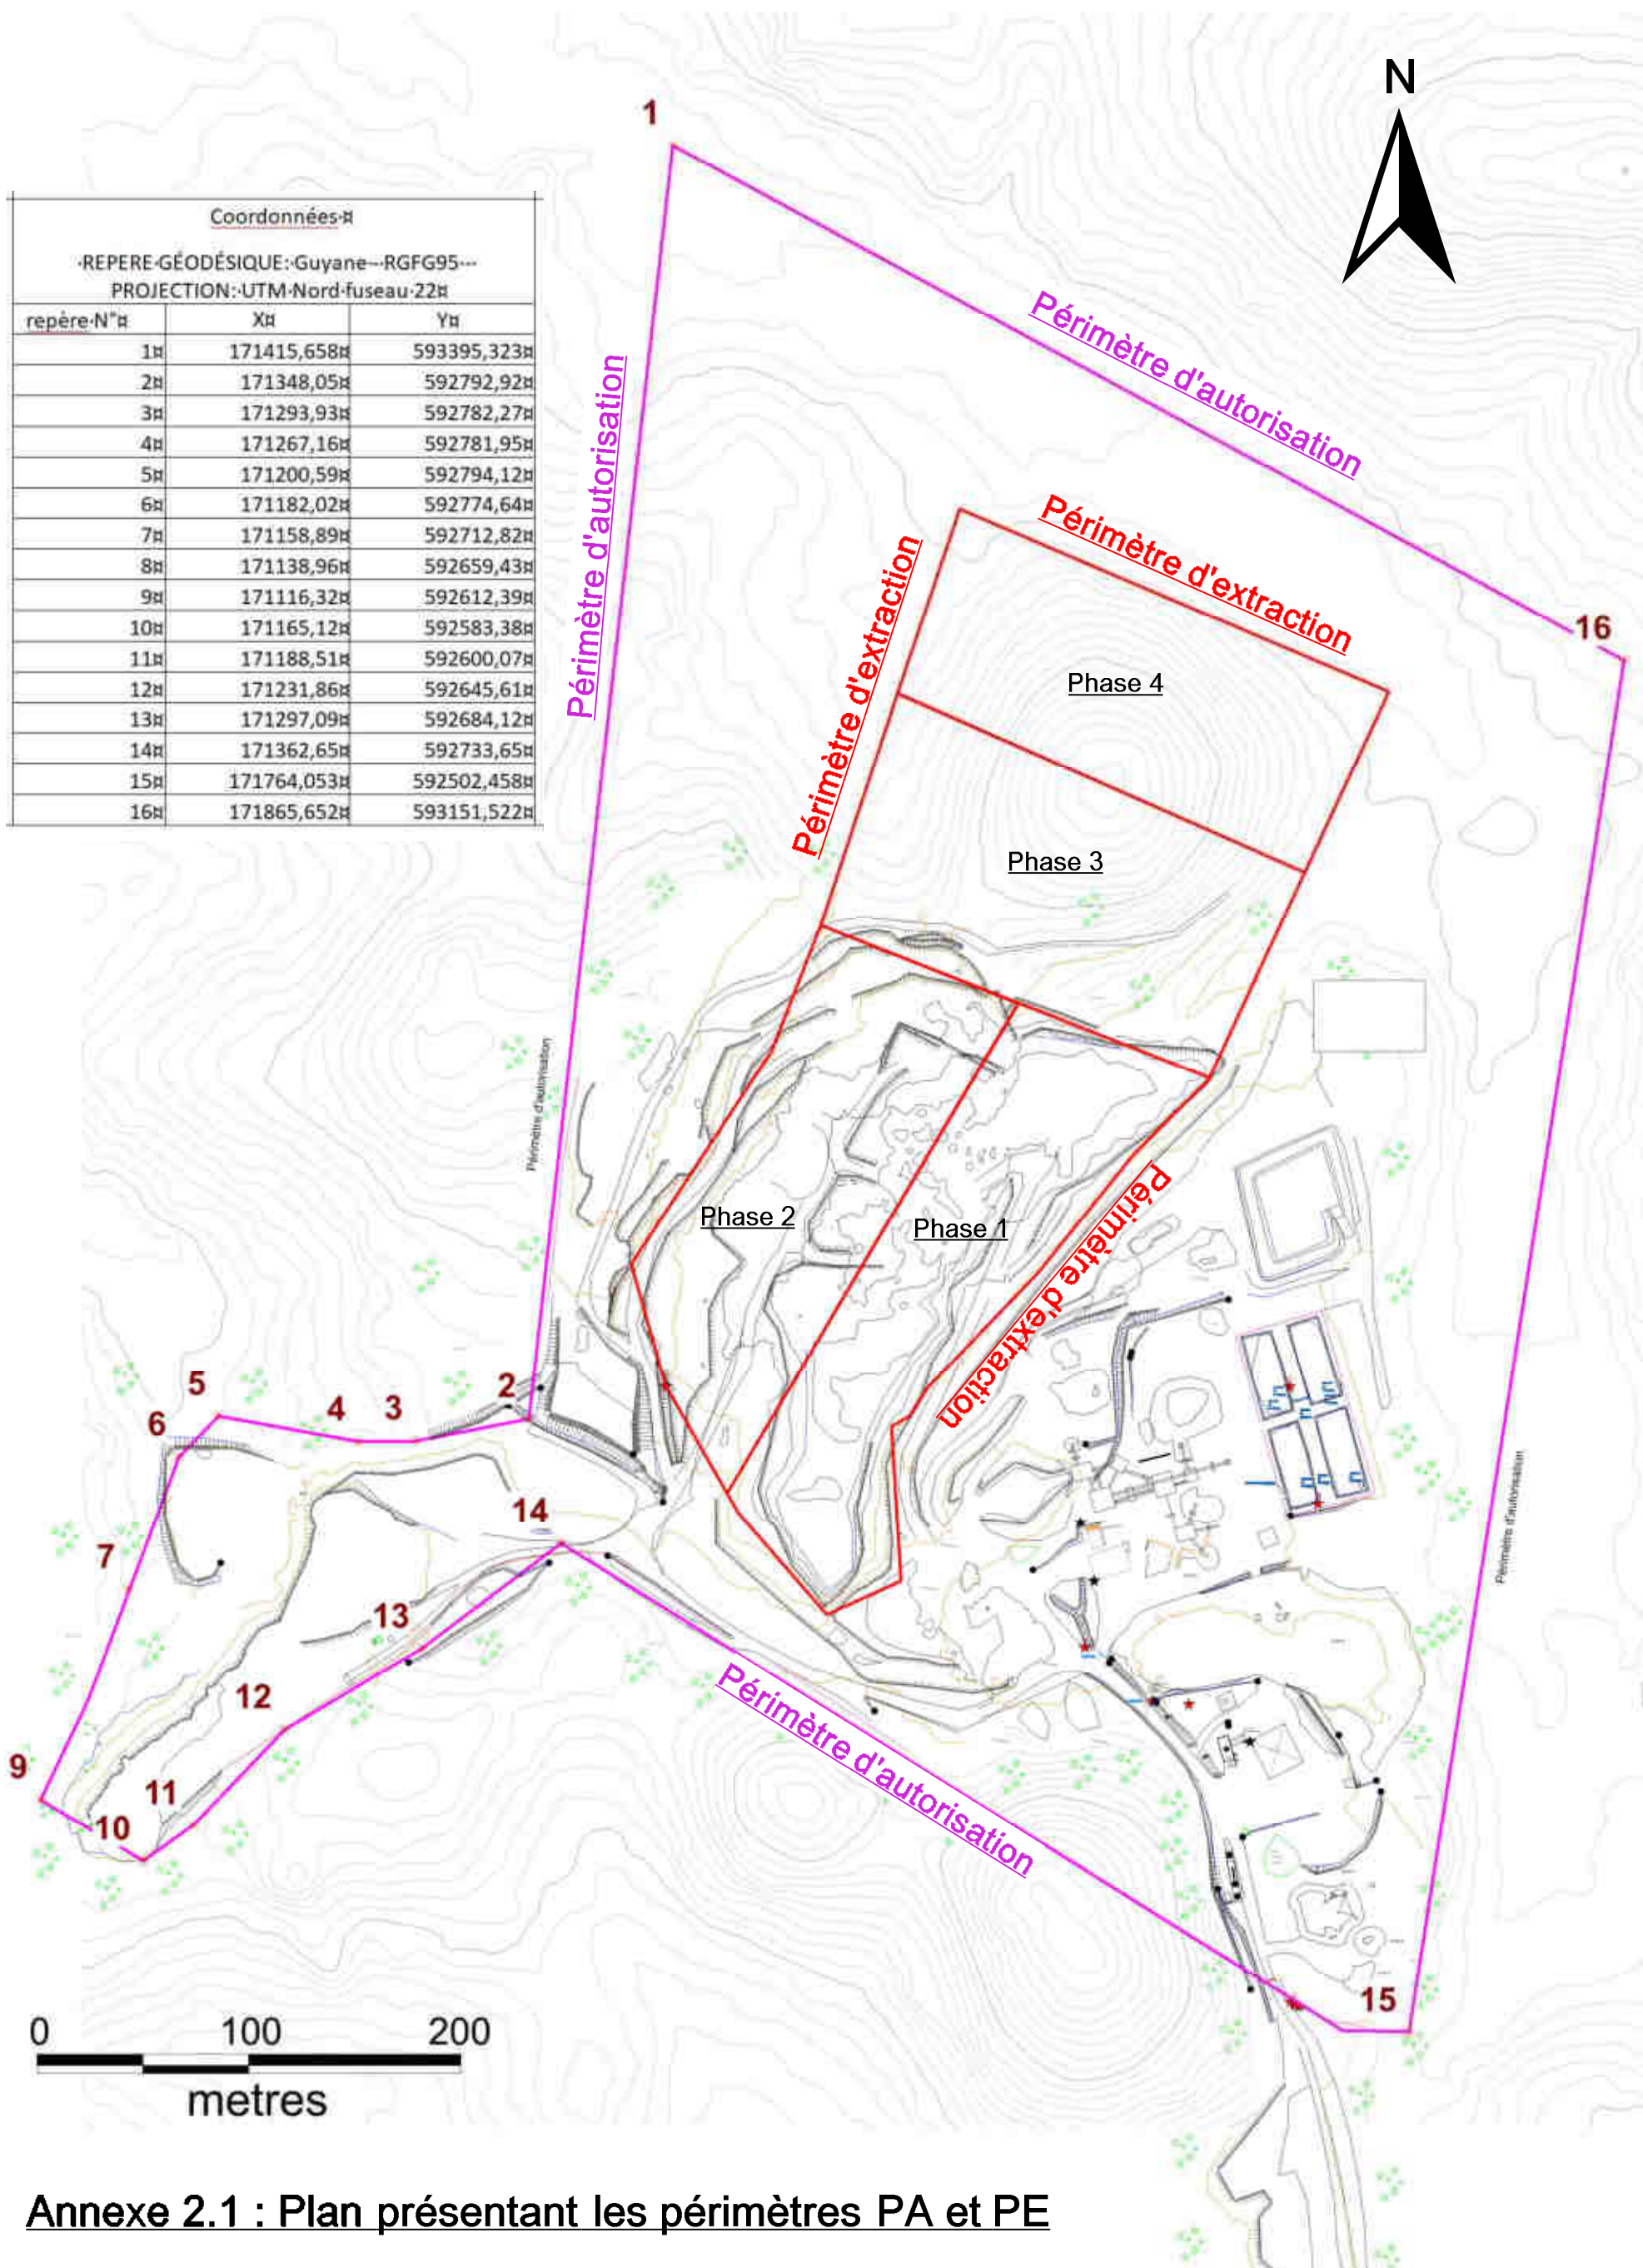 N
1
Coordonnées¤
·REPERE·GÉODÉSIQUE:·Guyane·-·RGFG95·--
PROJECTION:·UTM·Nord·fuseau·22¤
repère·N°¤ X¤ Y¤
1¤ 171415,658¤ 593395,323¤
2¤ 171348,05¤ 592792,92¤
3¤ 171293,93¤ 592782,27¤
4¤ 171267,16¤ 592781,95¤
5¤ 171200,59¤ 592794,12¤
6¤ 171182,02¤ 592774,64¤
7¤ 171158,89¤ 592712,82¤
8¤ 171138,96¤ 592659,43¤
9¤ 171116,32¤ 592612,39¤
10¤ 171165,12¤ 592583,38¤
11¤ 171188,51¤ 592600,07¤
12¤ 171231,86¤ 592645,61¤
13¤ 171297,09¤ 592684,12¤
14¤ 171362,65¤ 592733,65¤
15¤ 171764,053¤ 592502,458¤
16¤ 171865,652¤ 593151,522¤
Périmètre d'autorisation
Périmètre d'autorisation
Périmètre d'extraction
Périmètre d'extraction
16
Phase 4
Phase 3
Périmètre d'autorisation
Phase 2
Phase 1
Périmètre d'extraction
2
5
4
3
6
14
7
13
12
9
11
10
Périmètre d'autorisation
Périmètre d'autorisation
15
0 100 200
metres
Annexe 2.1 : Plan présentant les périmètres PA et PE